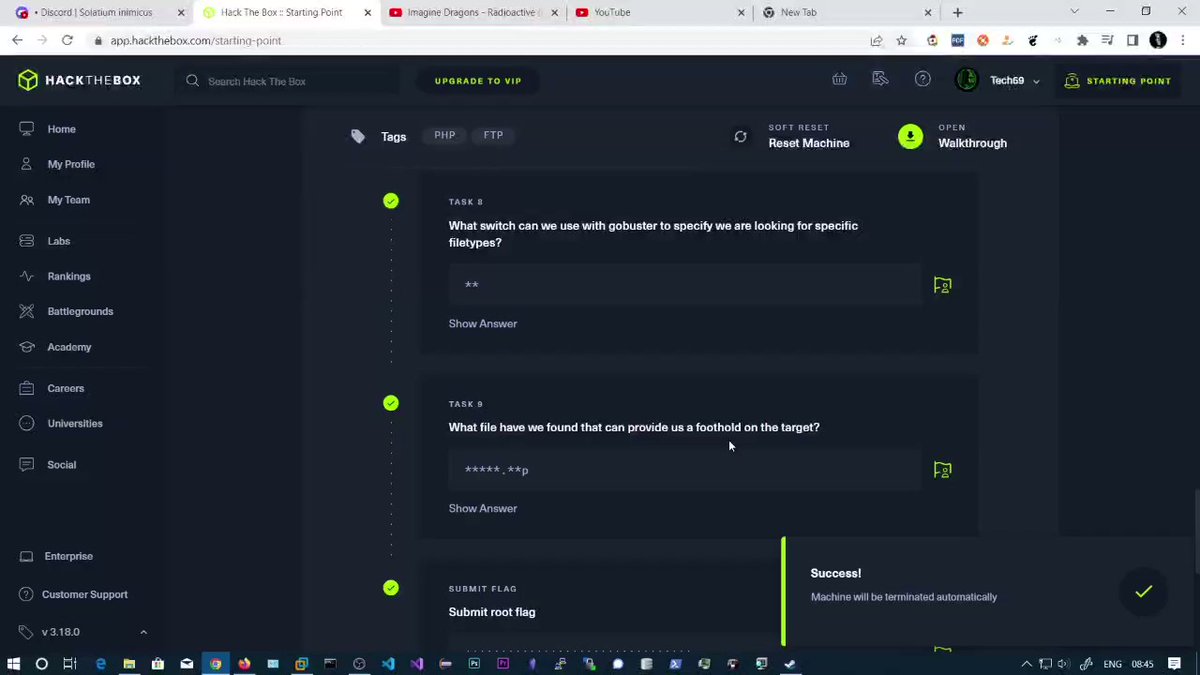 • Discord | Solatium inimicus
Hack The Box :: Starting Point
Imagine Dragons - Radioactive (
YouTube
New Tab
app.hackthebox.com/starting-point
PDF
HACKTHEBOX
Search Hack The Box
UPGRADE TO VIP
Tech69
STARTING POINT
Home
My Profile
My Team
Labs
Rankings
Battlegrounds
Academy
Careers
Universities
Social
Enterprise
Customer Support
v 3.18.0
Tags
PHP
FTP
SOFT RESET
Reset Machine
OPEN
Walkthrough
TASK 8
What switch can we use with gobuster to specify we are looking for specific
filetypes?
**
Show Answer
TASK 9
What file have we found that can provide us a foothold on the target?
*****.**p
Show Answer
SUBMIT FLAG
Submit root flag
Success!
Machine will be terminated automatically
ENG
08:45